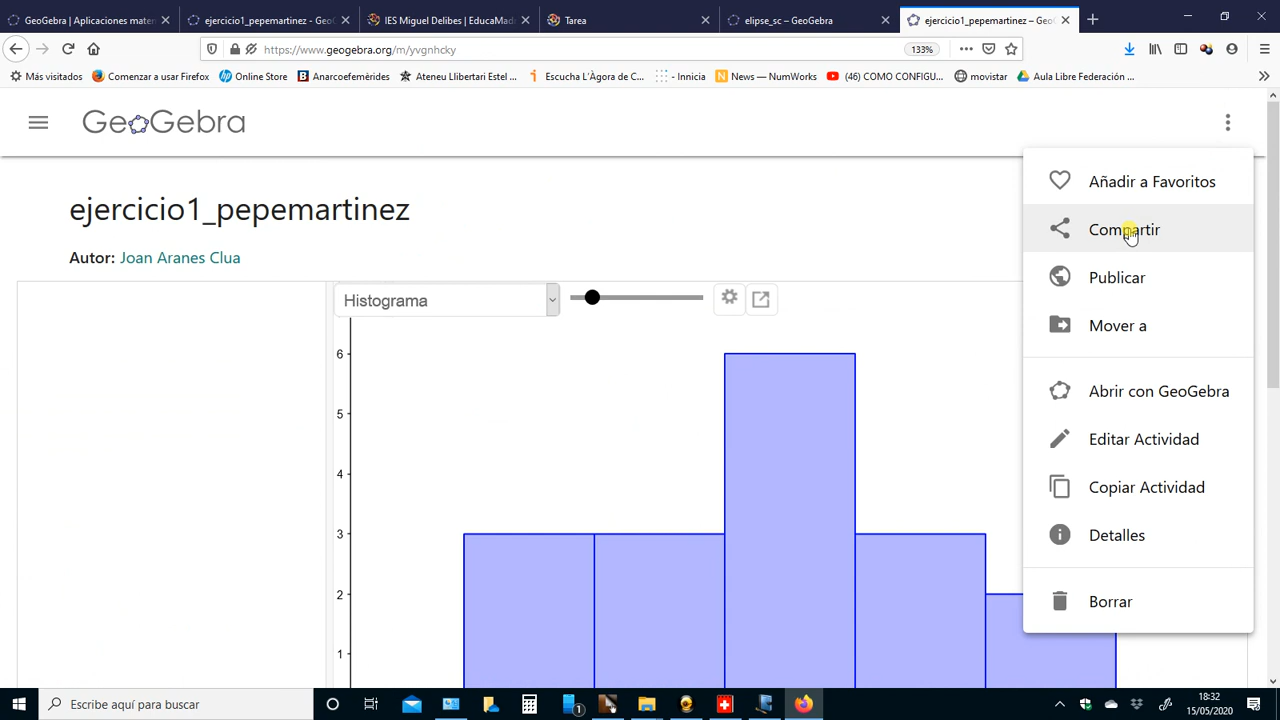 GeoGebra | Aplicaciones matem
ejercicio1_pepemartinez - Geo
IES Miguel Delibes | EducaMad
Tarea
elipse_sc – GeoGebra
ejercicio1_pepemartinez – Geo
https://www.geogebra.org/m/yvgnhcky
133%
Más visitados
Comenzar a usar Firefox
Online Store
Anarcoefemèrides
Ateneu Llibertari Estel ...
Escucha L'Àgora de C...
- Innicia
News — NumWorks
(46) COMO CONFIGU...
movistar
Aula Libre Federación ...
GeoGebra
ejercicio1_pepemartinez
Autor: Joan Aranes Clua
Histograma
6
5
4
3
2
1
Añadir a Favoritos
Compartir
Publicar
Mover a
Abrir con GeoGebra
Editar Actividad
Copiar Actividad
Detalles
Borrar
Escribe aquí para buscar
1
18:32
15/05/2020